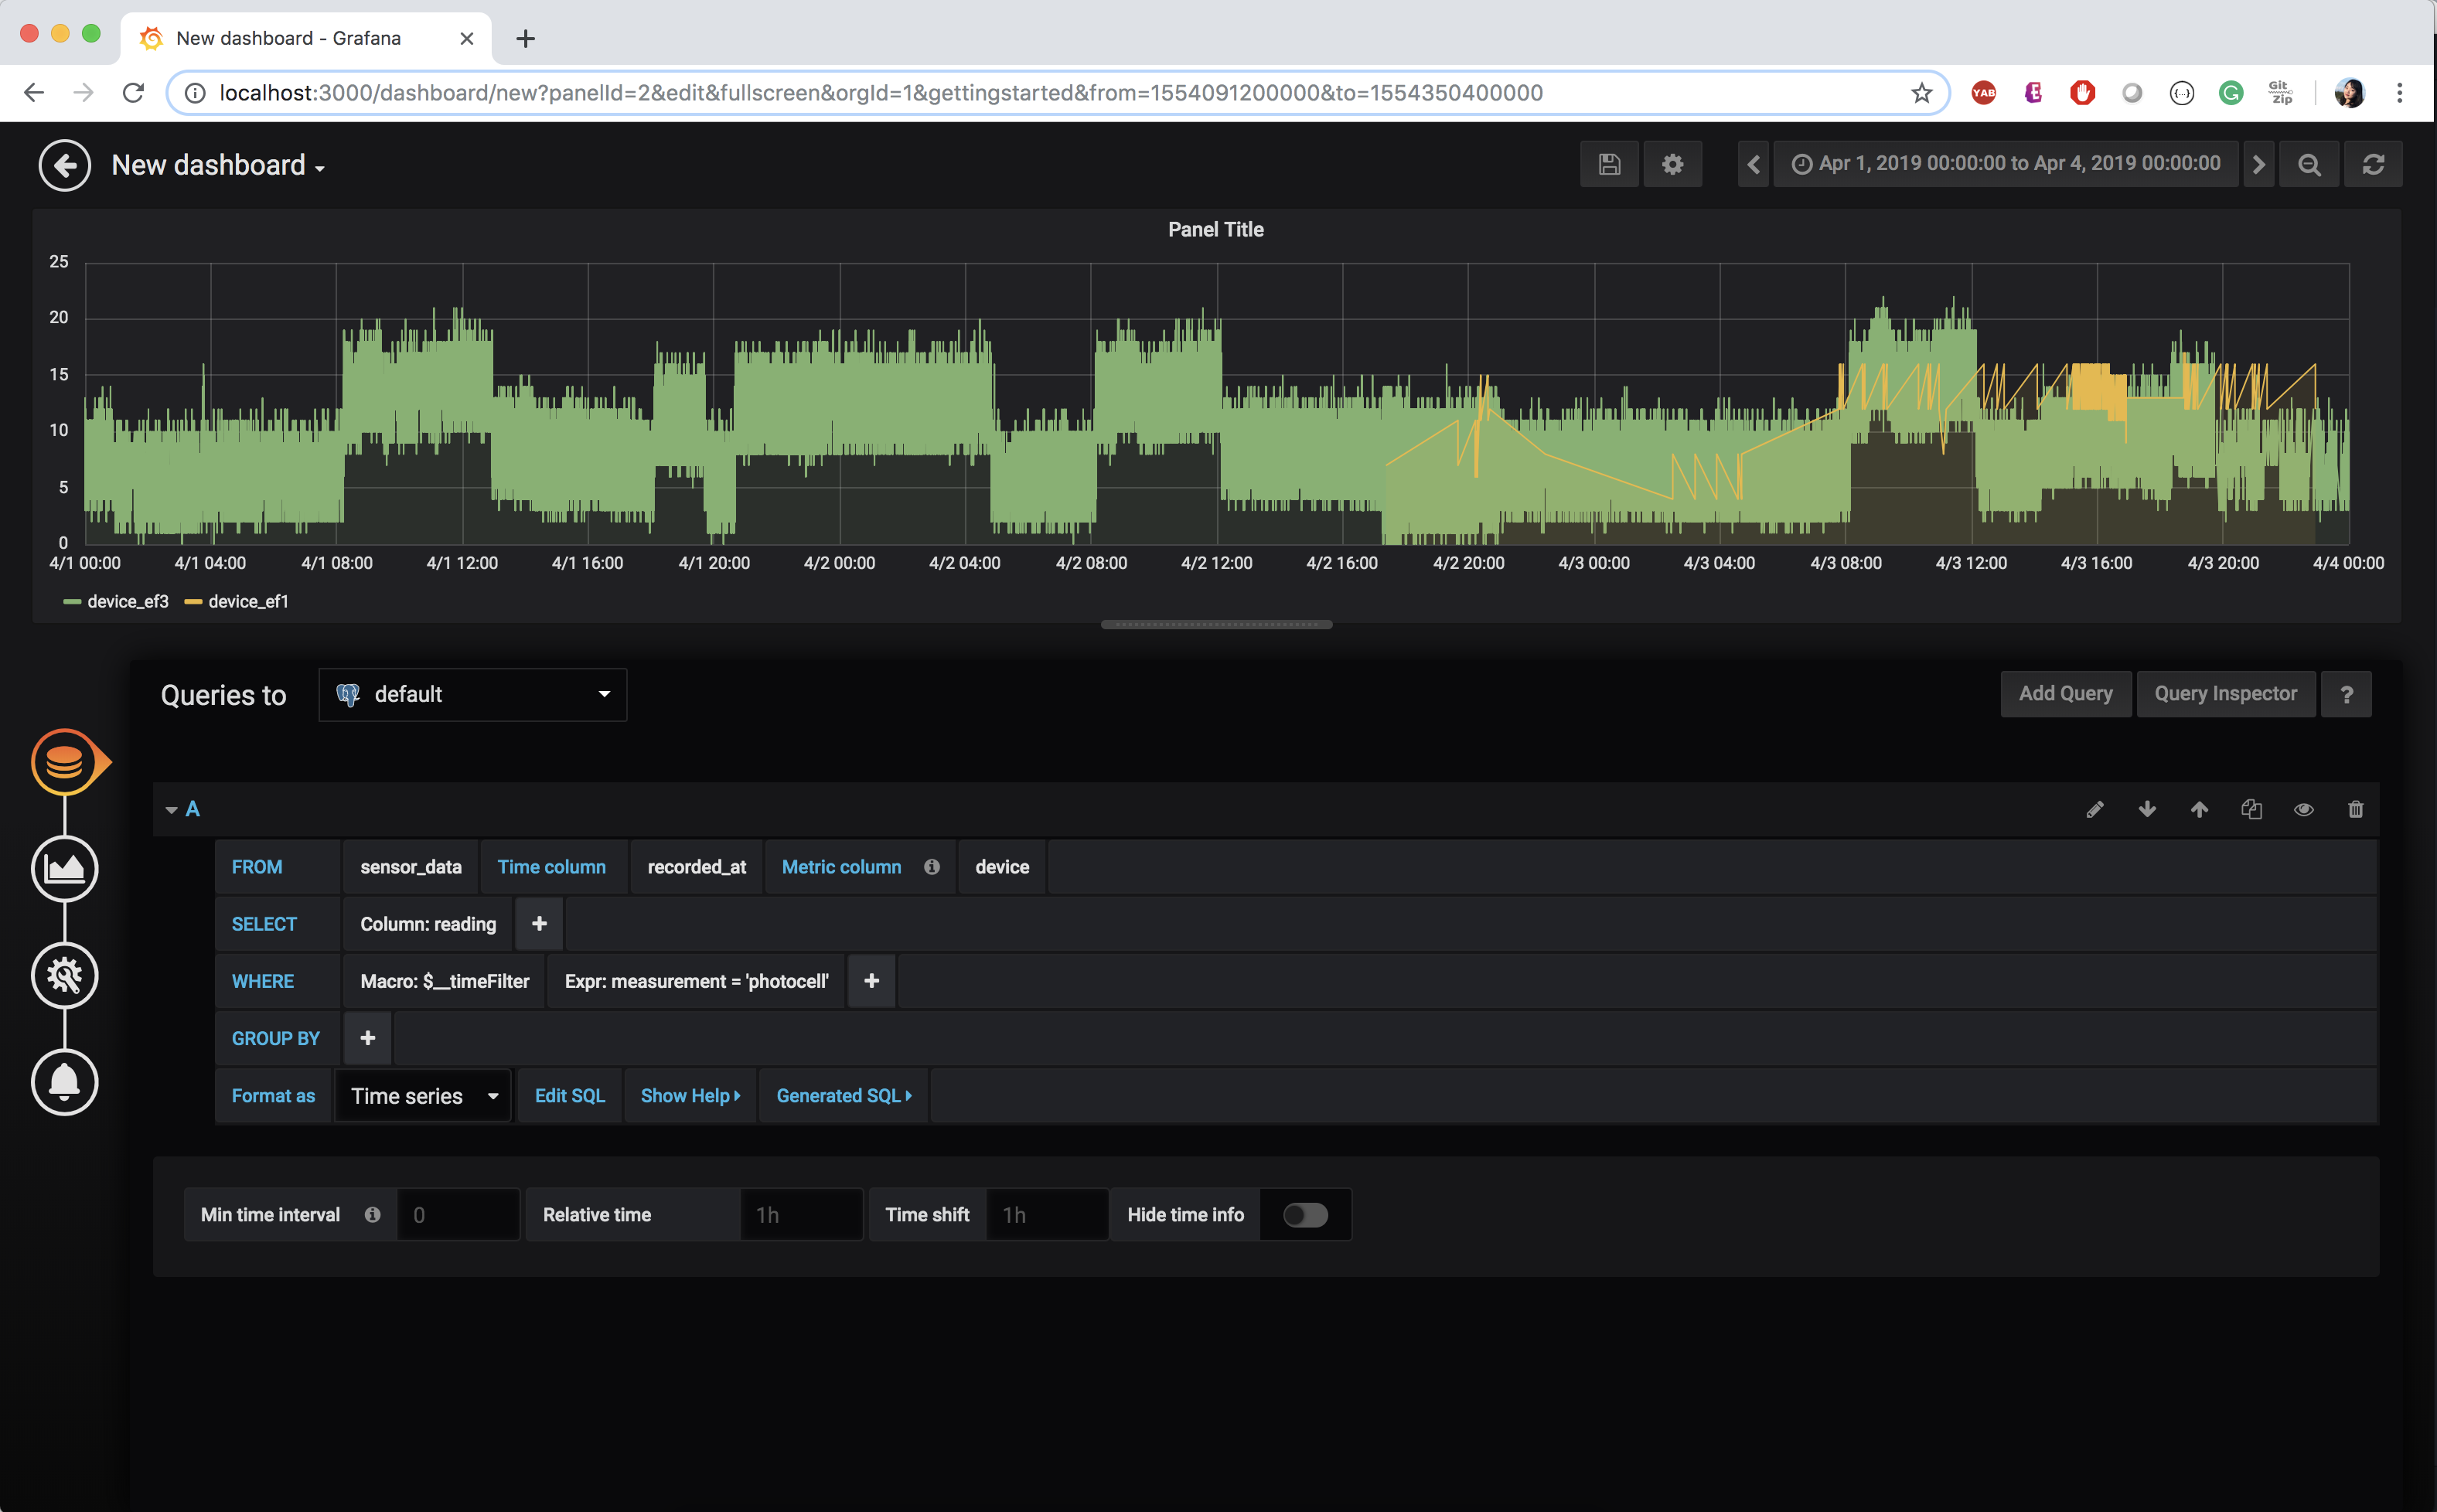 New dashboard - Grafana
localhost:3000/dashboard/new?panelId=2&edit&fullscreen&orgId=1&gettingstarted&from=1554091200000&to=1554350400000
YAB
Git
Zip
New dashboard
Apr 1, 2019 00:00:00 to Apr 4, 2019 00:00:00
Panel Title
25
20
15
10
5
0
4/1 00:00 4/1 04:00 4/1 08:00 4/1 12:00 4/1 16:00 4/1 20:00 4/2 00:00 4/2 04:00 4/2 08:00 4/2 12:00 4/2 16:00 4/2 20:00 4/3 00:00 4/3 04:00 4/3 08:00 4/3 12:00 4/3 16:00 4/3 20:00 4/4 00:00
device_ef3 device_ef1
Queries to default Add Query Query Inspector ?
A
FROM sensor_data Time column recorded_at Metric column device
SELECT Column: reading +
WHERE Macro: $__timeFilter Expr: measurement = 'photocell' +
GROUP BY +
Format as Time series Edit SQL Show Help Generated SQL
Min time interval 0 Relative time 1h Time shift 1h Hide time info